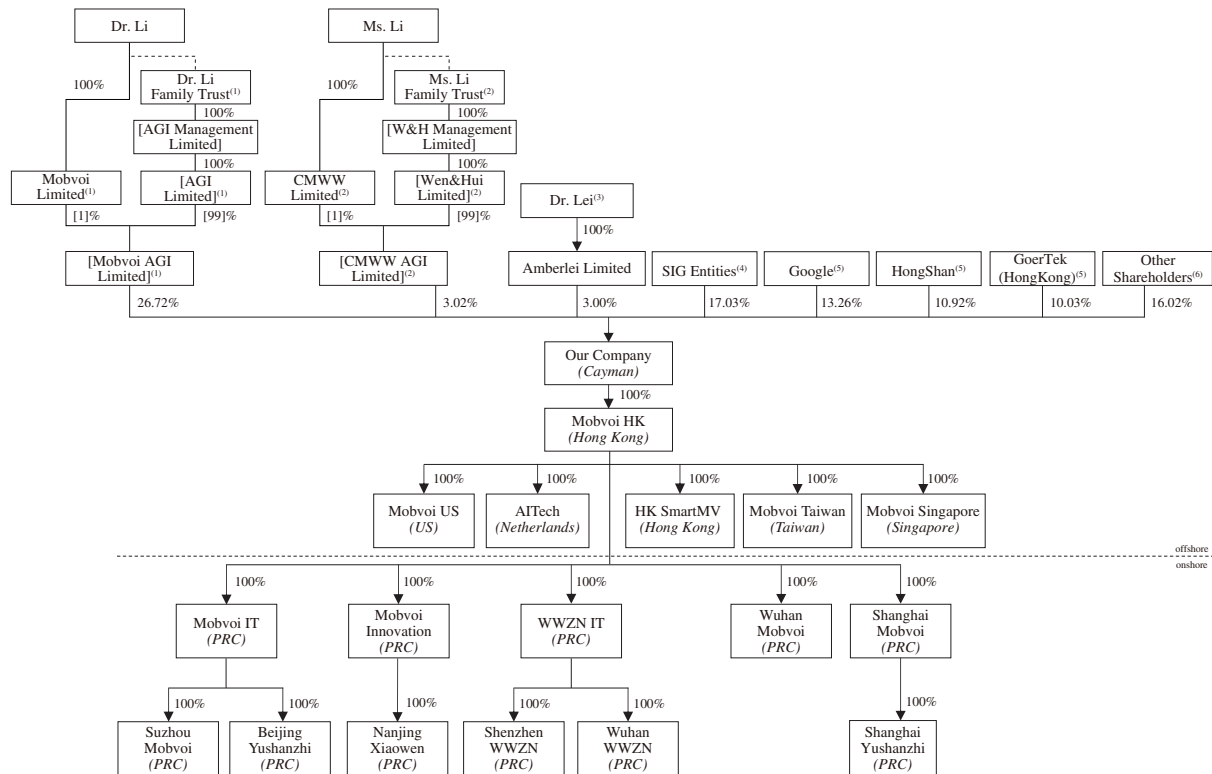 Dr. Li
Ms. Li
100%
Dr. Li
Family Trust(1)
100%
Ms. Li
Family Trust(2)
100%
100%
[AGI Management
Limited]
[W&H Management
Limited]
100%
100%
Mobvoi
Limited(1)
[AGI
Limited](1)
CMWW
Limited(2)
[Wen&Hui
Limited](2)
Dr. Lei(3)
[1]%
[99]%
[1]%
[99]%
100%
[Mobvoi AGI
Limited](1)
[CMWW AGI
Limited](2)
Amberlei Limited
SIG Entities(4)
Google(5)
HongShan(5)
GoerTek
(HongKong)(5)
Other
Shareholders(6)
26.72%
3.02%
3.00%
17.03%
13.26%
10.92%
10.03%
16.02%
Our Company
(Cayman)
100%
Mobvoi HK
(Hong Kong)
100%
100%
100%
100%
100%
Mobvoi US
(US)
AITech
(Netherlands)
HK SmartMV
(Hong Kong)
Mobvoi Taiwan
(Taiwan)
Mobvoi Singapore
(Singapore)
offshore
onshore
100%
100%
100%
100%
100%
Mobvoi IT
(PRC)
Mobvoi
Innovation
(PRC)
WWZN IT
(PRC)
Wuhan
Mobvoi
(PRC)
Shanghai
Mobvoi
(PRC)
100%
100%
100%
100%
100%
100%
Suzhou
Mobvoi
(PRC)
Beijing
Yushanzhi
(PRC)
Nanjing
Xiaowen
(PRC)
Shenzhen
WWZN
(PRC)
Wuhan
WWZN
(PRC)
Shanghai
Yushanzhi
(PRC)